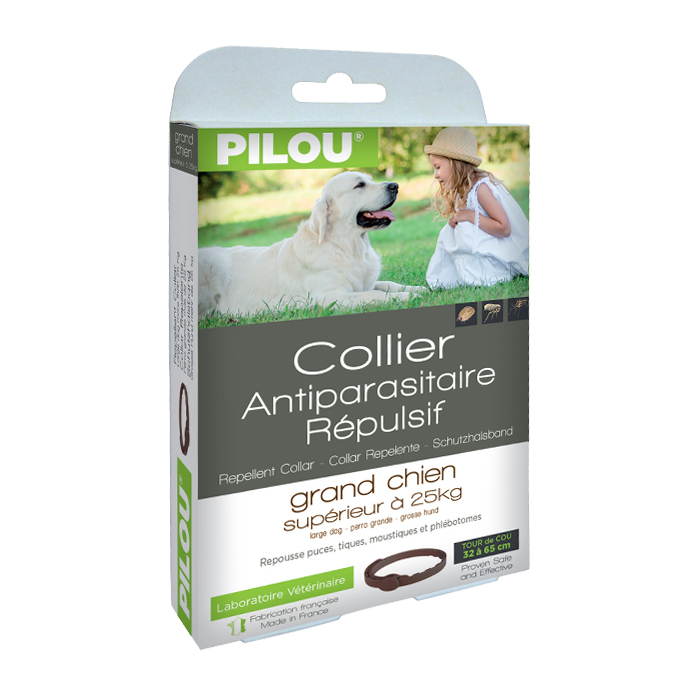 PILOU®
Collier
Antiparasitaire
Répulsif
Repellent Collar - Collar Repelente - Schutzhalsband
grand chien
supérieur à 25kg
large dog - perro grande - grosse hund
Repousse puces, tiques, moustiques et phlébotomes
TOUR de COU
32 à 65 cm
Proven Safe
and Effective
Laboratoire Vétérinaire
Fabrication française
Made in France
grand
chien
supérieur à 25kg
PILOU®